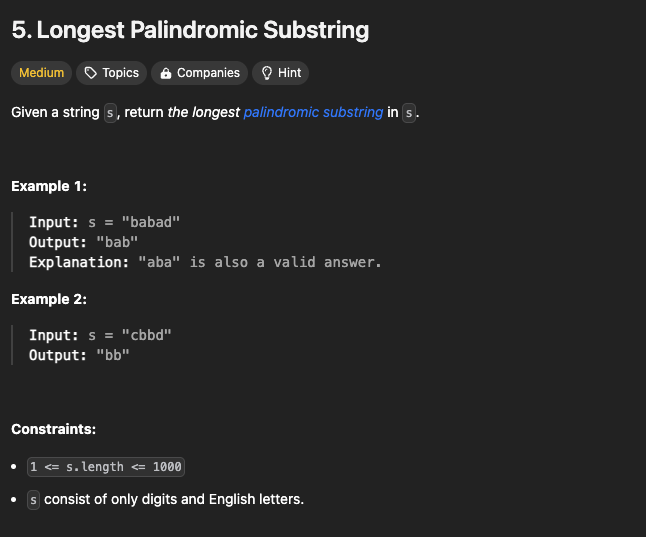 5. Longest Palindromic Substring
Medium Topics Companies Hint
Given a string s, return the longest palindromic substring in s.
Example 1:
Input: s = "babad"
Output: "bab"
Explanation: "aba" is also a valid answer.
Example 2:
Input: s = "cbbd"
Output: "bb"
Constraints:
• 1 <= s.length <= 1000
• s consist of only digits and English letters.